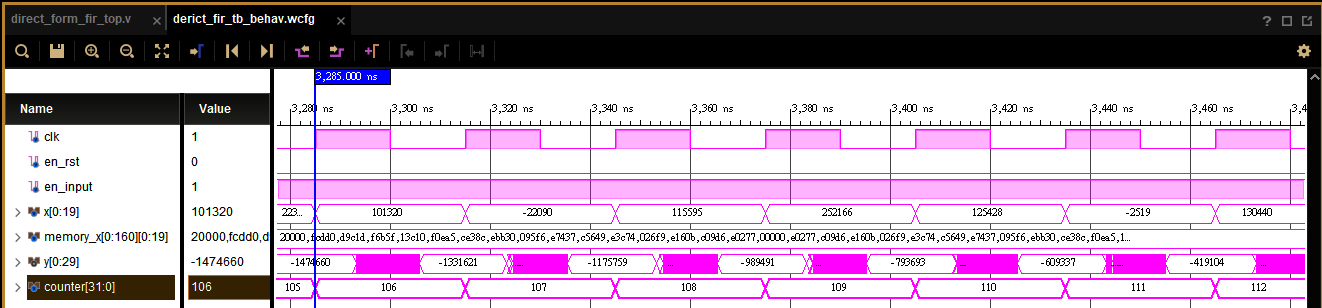 direct_form_fir_top.v × derict_fir_tb_behav.wcfg ×
?
3,285.000 ns
Name Value 3,280 ns 3,300 ns 3,320 ns 3,340 ns 3,360 ns 3,380 ns 3,400 ns 3,420 ns 3,440 ns 3,460 ns 3,4
clk 1
en_rst 0
en_input 1
x[0:19] 101320 223... 101320 -22090 115595 252166 125428 -2519 130440
memory_x[0:160][0:19] 20000,fcdd0,d 20000,fcdd0,d9c1d,f6b5f,13c10,f0ea5,ce38c,ebb30,095f6,e7437,c5649,e3c74,026f9,e160b,c09d6,e0277,00000,e0277,c09d6,e160b,026f9,e3c74,c5649,e7437,095f6,ebb30,ce38c,f0ea5,1...
y[0:29] -1474660 -1474660 -1331621 ... -1175759 ... -989491 ... -793693 ... -609337 ... -419104 ...
counter[31:0] 106 105 106 107 108 109 110 111 112